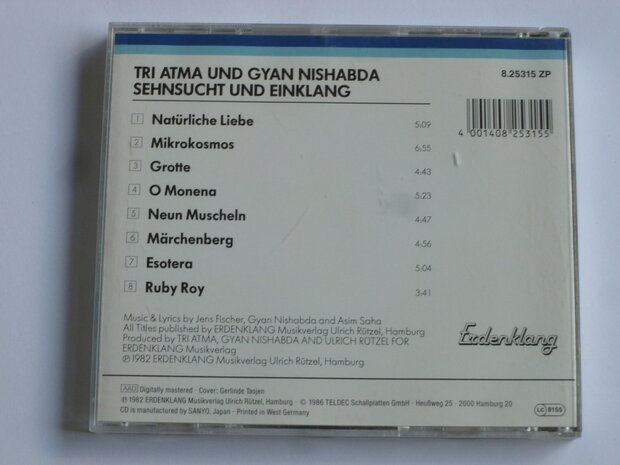 TRI ATMA UND GYAN NISHABDA 8.25315 ZP
SEHNSUCHT UND EINKLANG
1 Natürliche Liebe 5:09
2 Mikrokosmos 6:55
3 Grotte 4:43
4 O Monena 5:23
5 Neun Muscheln 4:47
6 Märchenberg 4:56
7 Esotera 5:04
8 Ruby Roy 3:41
4 001408 253155
Music & Lyrics by Jens Fischer, Gyan Nishabda and Asim Saha
All Titles published by ERDENKLANG Musikverlag Ulrich Rützel, Hamburg
Produced by TRI ATMA, GYAN NISHABDA AND ULRICH RÜTZEL FOR
ERDENKLANG Musikverlag
℗ 1982 ERDENKLANG Musikverlag Ulrich Rützel, Hamburg
Erdenklang
AAD Digitally mastered · Cover: Gerlinde Taojen
℗ 1982 ERDENKLANG Musikverlag Ulrich Rützel, Hamburg · © 1986 TELDEC Schallplatten GmbH · Heußweg 25 · 2000 Hamburg 20
CD is manufactured by SANYO, Japan · Printed in West Germany
LC 8155